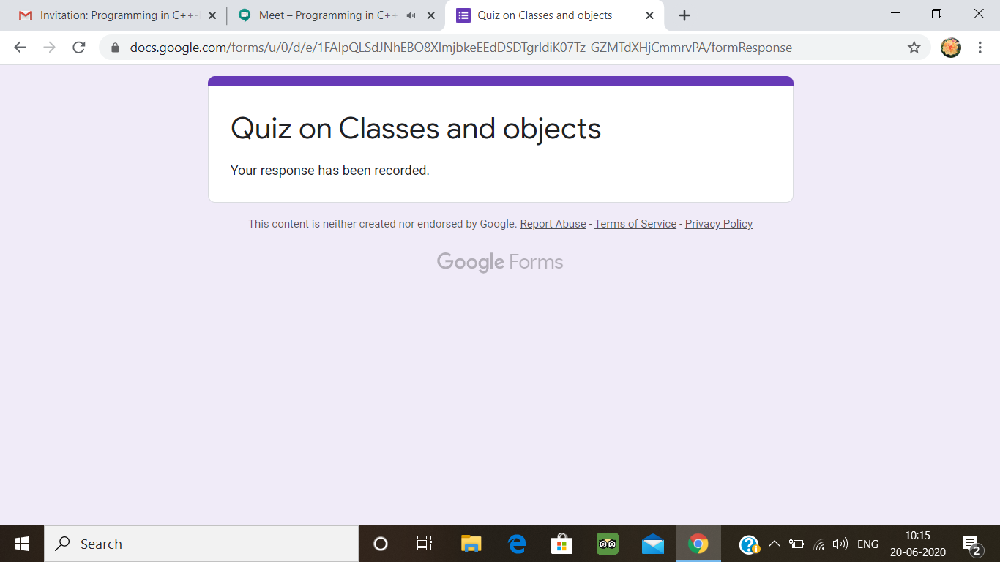 Invitation: Programming in C++-
Meet – Programming in C++
Quiz on Classes and objects
docs.google.com/forms/u/0/d/e/1FAIpQLSdJNhEBO8XImjbkeEEdDSDTgrIdiK07Tz-GZMTdXHjCmmrvPA/formResponse
Quiz on Classes and objects
Your response has been recorded.
This content is neither created nor endorsed by Google. Report Abuse - Terms of Service - Privacy Policy
Google Forms
Search
ENG
10:15
20-06-2020
2